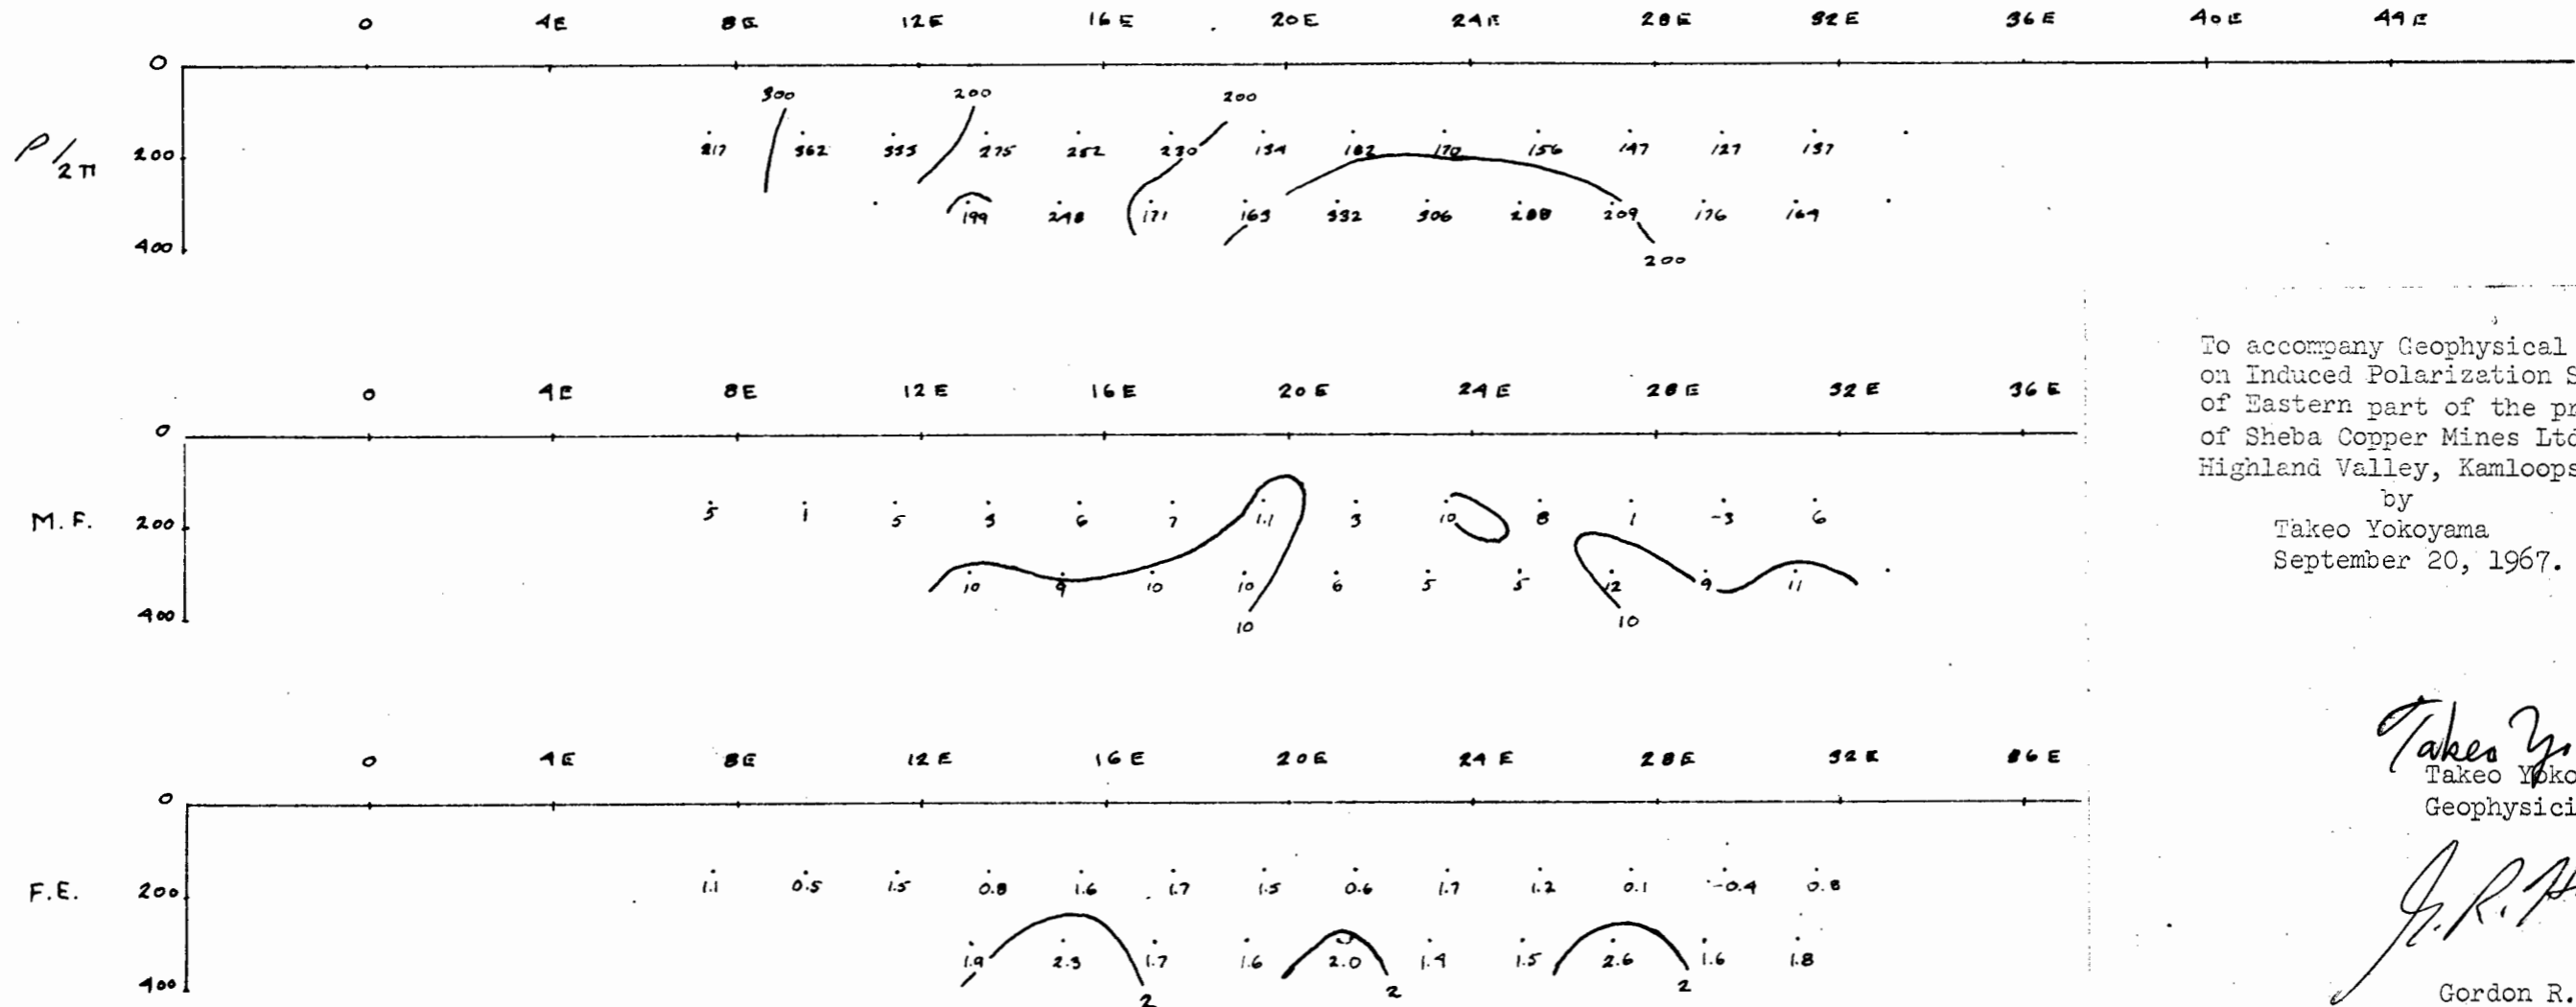 0 4E 8E 12E 16E 20E 24E 28E 32E 36E 40E 44E
0
300 200 200
ρ/2π 200
217 362 333 275 252 230 134 182 170 156 147 127 137
199 248 171 163 332 306 288 209 176 164
400
200
To accompany Geophysical
on Induced Polarization S
of Eastern part of the pr
of Sheba Copper Mines Ltd
Highland Valley, Kamloops
by
Takeo Yokoyama
September 20, 1967.
0 4E 8E 12E 16E 20E 24E 28E 32E 36E
0
M.F. 200
5 1 5 3 6 7 1.1 3 10 8 1 -3 6
10 9 10 10 6 5 5 12 9 11
400
10 10
0 4E 8E 12E 16E 20E 24E 28E 32E 36E
0
F.E. 200
1.1 0.5 1.5 0.8 1.6 1.7 1.5 0.6 1.7 1.2 0.1 -0.4 0.8
1.9 2.3 1.7 1.6 2.0 1.4 1.5 2.6 1.6 1.8
400
2 2 2
Takeo Yo
Takeo Yoko
Geophysici
G. R. H
Gordon R.